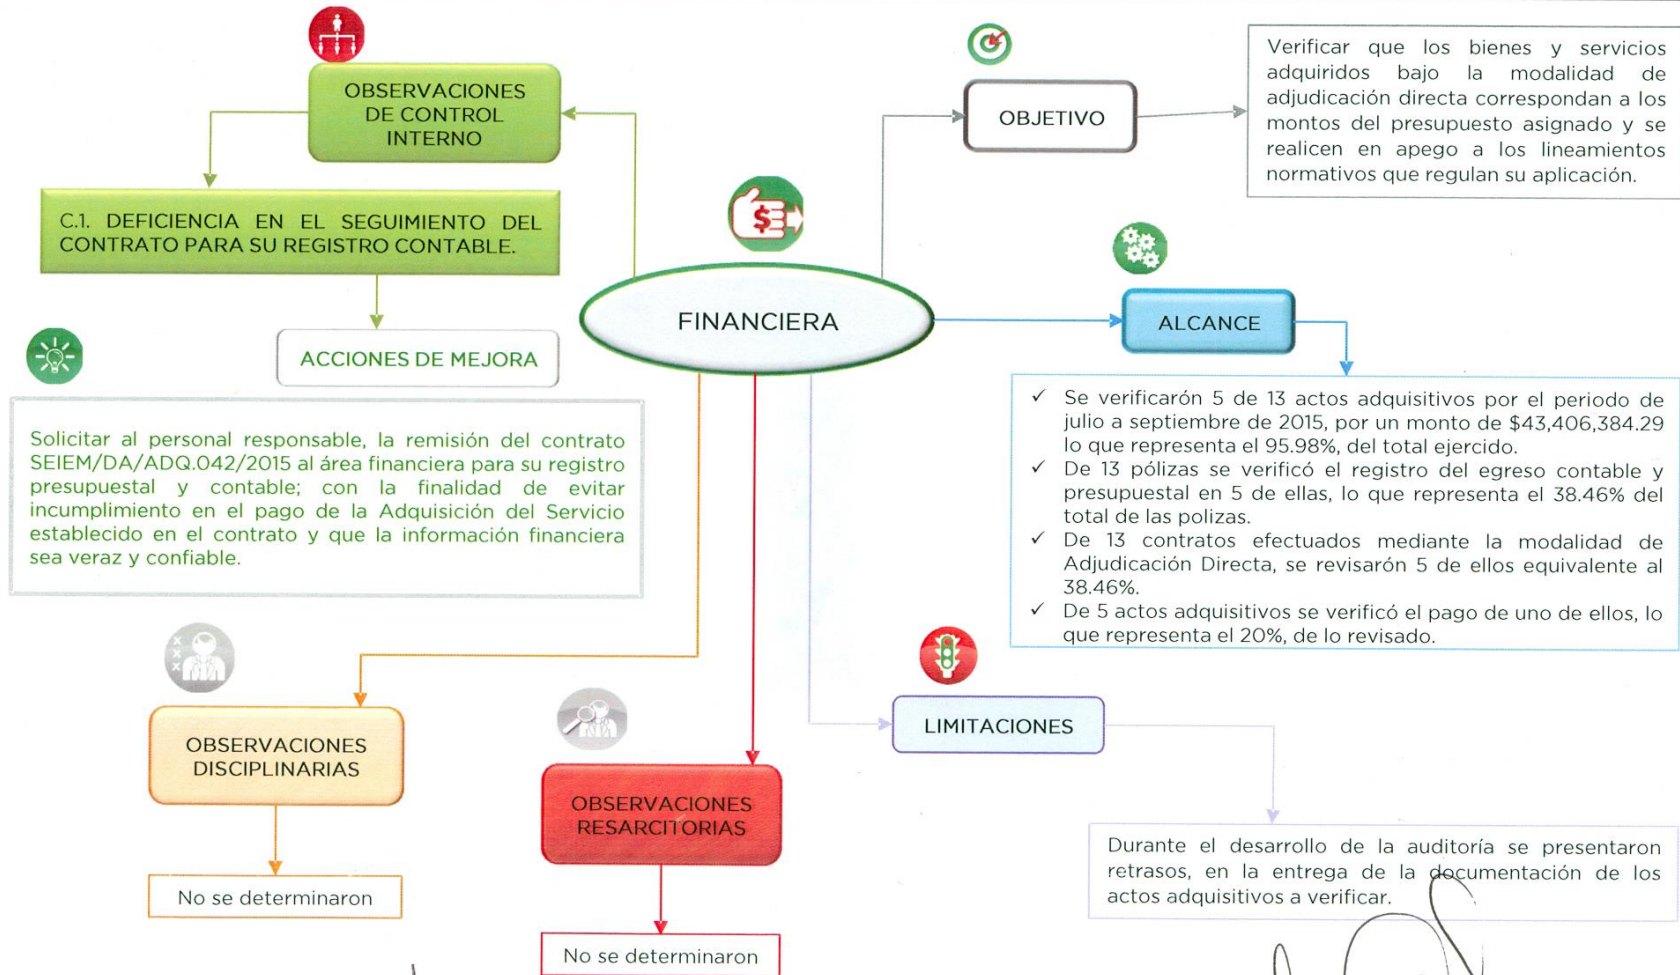 OBSERVACIONES
DE CONTROL
INTERNO
C.1. DEFICIENCIA EN EL SEGUIMIENTO DEL
CONTRATO PARA SU REGISTRO CONTABLE.
ACCIONES DE MEJORA
Solicitar al personal responsable, la remisión del contrato
SEIEM/DA/ADQ.042/2015 al área financiera para su registro
presupuestal y contable; con la finalidad de evitar
incumplimiento en el pago de la Adquisición del Servicio
establecido en el contrato y que la información financiera
sea veraz y confiable.
$
FINANCIERA
OBJETIVO
Verificar que los bienes y servicios
adquiridos bajo la modalidad de
adjudicación directa correspondan a los
montos del presupuesto asignado y se
realicen en apego a los lineamientos
normativos que regulan su aplicación.
ALCANCE
✓ Se verificarón 5 de 13 actos adquisitivos por el periodo de
julio a septiembre de 2015, por un monto de $43,406,384.29
lo que representa el 95.98%, del total ejercido.
✓ De 13 pólizas se verificó el registro del egreso contable y
presupuestal en 5 de ellas, lo que representa el 38.46% del
total de las polizas.
✓ De 13 contratos efectuados mediante la modalidad de
Adjudicación Directa, se revisarón 5 de ellos equivalente al
38.46%.
✓ De 5 actos adquisitivos se verificó el pago de uno de ellos, lo
que representa el 20%, de lo revisado.
LIMITACIONES
Durante el desarrollo de la auditoría se presentaron
retrasos, en la entrega de la documentación de los
actos adquisitivos a verificar.
OBSERVACIONES
DISCIPLINARIAS
No se determinaron
OBSERVACIONES
RESARCITORIAS
No se determinaron